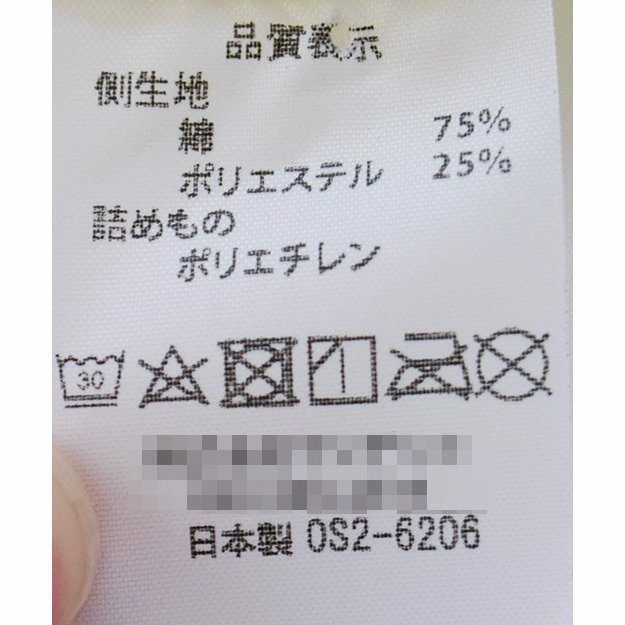 品質表示
側生地
綿 75%
ポリエステル 25%
詰めもの
ポリエチレン
30
日本製 OS2-6206